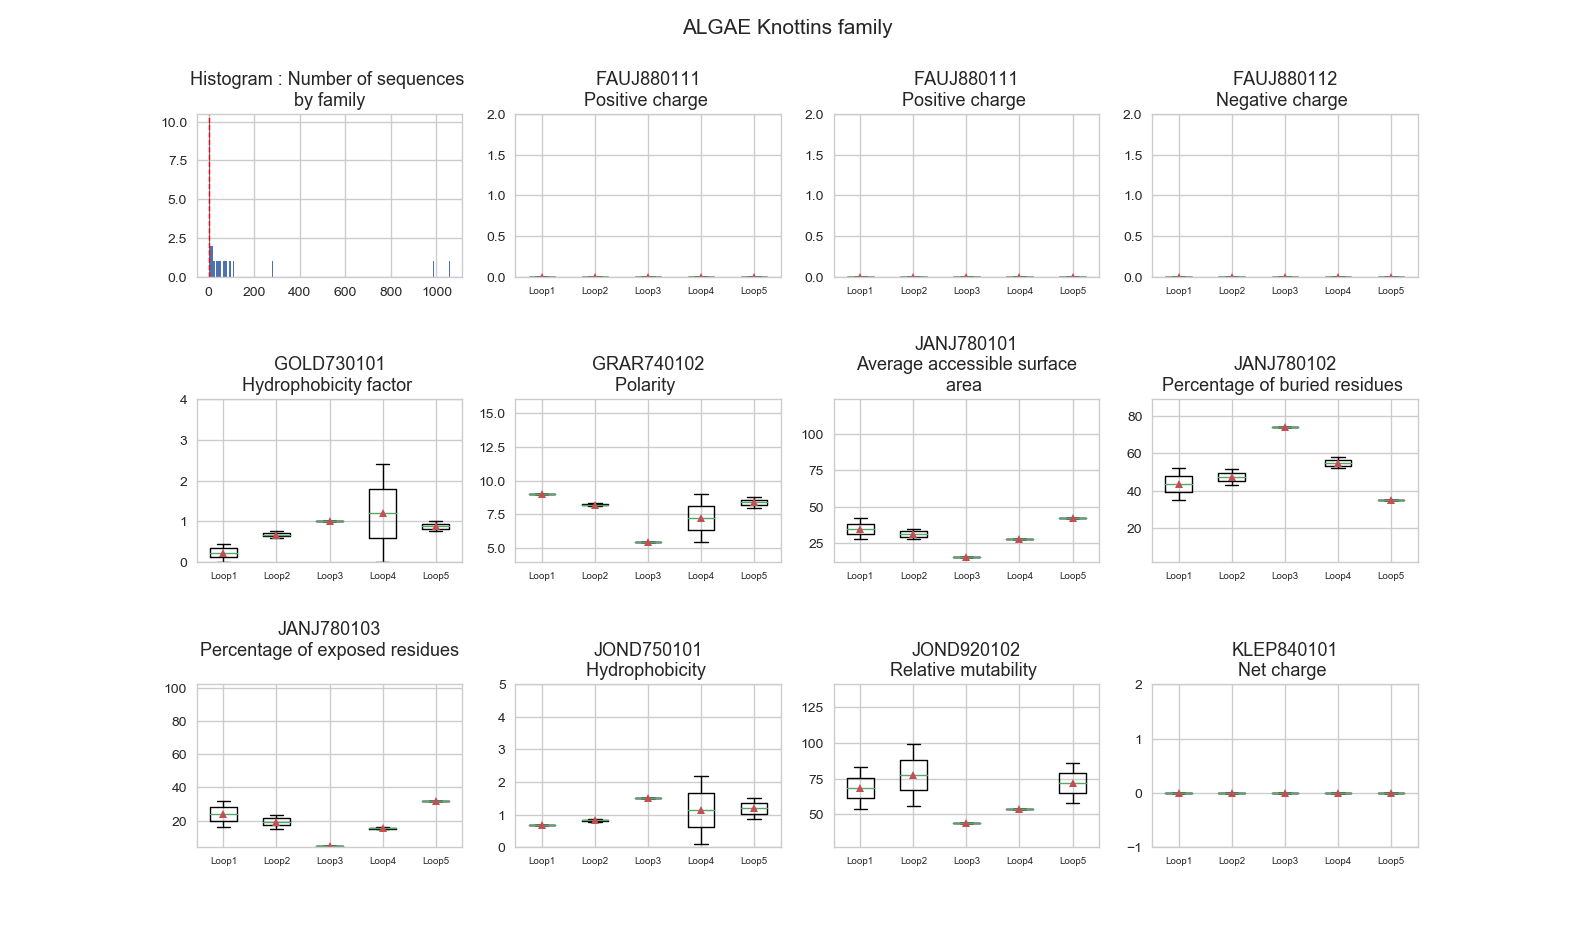 ALGAE Knottins family
Histogram : Number of sequences
by family
10.0
7.5
5.0
2.5
0.0
0 200 400 600 800 1000
FAUJ880111
Positive charge
2.0
1.5
1.0
0.5
0.0
Loop1 Loop2 Loop3 Loop4 Loop5
FAUJ880111
Positive charge
2.0
1.5
1.0
0.5
0.0
Loop1 Loop2 Loop3 Loop4 Loop5
FAUJ880112
Negative charge
2.0
1.5
1.0
0.5
0.0
Loop1 Loop2 Loop3 Loop4 Loop5
GOLD730101
Hydrophobicity factor
4
3
2
1
0
Loop1 Loop2 Loop3 Loop4 Loop5
GRAR740102
Polarity
15.0
12.5
10.0
7.5
5.0
Loop1 Loop2 Loop3 Loop4 Loop5
JANJ780101
Average accessible surface
area
100
75
50
25
Loop1 Loop2 Loop3 Loop4 Loop5
JANJ780102
Percentage of buried residues
80
60
40
20
Loop1 Loop2 Loop3 Loop4 Loop5
JANJ780103
Percentage of exposed residues
100
80
60
40
20
Loop1 Loop2 Loop3 Loop4 Loop5
JOND750101
Hydrophobicity
5
4
3
2
1
0
Loop1 Loop2 Loop3 Loop4 Loop5
JOND920102
Relative mutability
125
100
75
50
Loop1 Loop2 Loop3 Loop4 Loop5
KLEP840101
Net charge
2
1
0
−1
Loop1 Loop2 Loop3 Loop4 Loop5